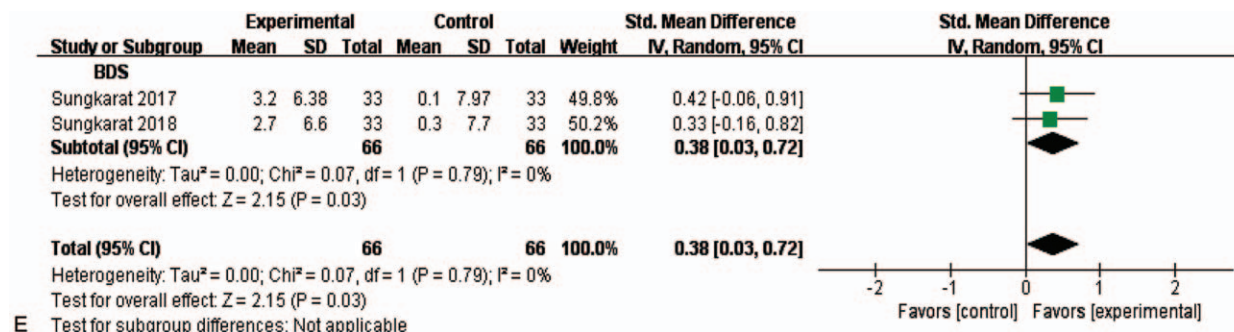 Experimental Control Std. Mean Difference Std. Mean Difference
Study or Subgroup Mean SD Total Mean SD Total Weight IV, Random, 95% CI IV, Random, 95% CI
BDS
Sungkarat 2017 3.2 6.38 33 0.1 7.97 33 49.8% 0.42 [-0.06, 0.91]
Sungkarat 2018 2.7 6.6 33 0.3 7.7 33 50.2% 0.33 [-0.16, 0.82]
Subtotal (95% CI) 66 66 100.0% 0.38 [0.03, 0.72]
Heterogeneity: Tau² = 0.00; Chi² = 0.07, df = 1 (P = 0.79); I² = 0%
Test for overall effect: Z = 2.15 (P = 0.03)
Total (95% CI) 66 66 100.0% 0.38 [0.03, 0.72]
Heterogeneity: Tau² = 0.00; Chi² = 0.07, df = 1 (P = 0.79); I² = 0%
Test for overall effect: Z = 2.15 (P = 0.03)
-2 -1 0 1 2
Favors [control] Favors [experimental]
E Test for subgroup differences: Not applicable